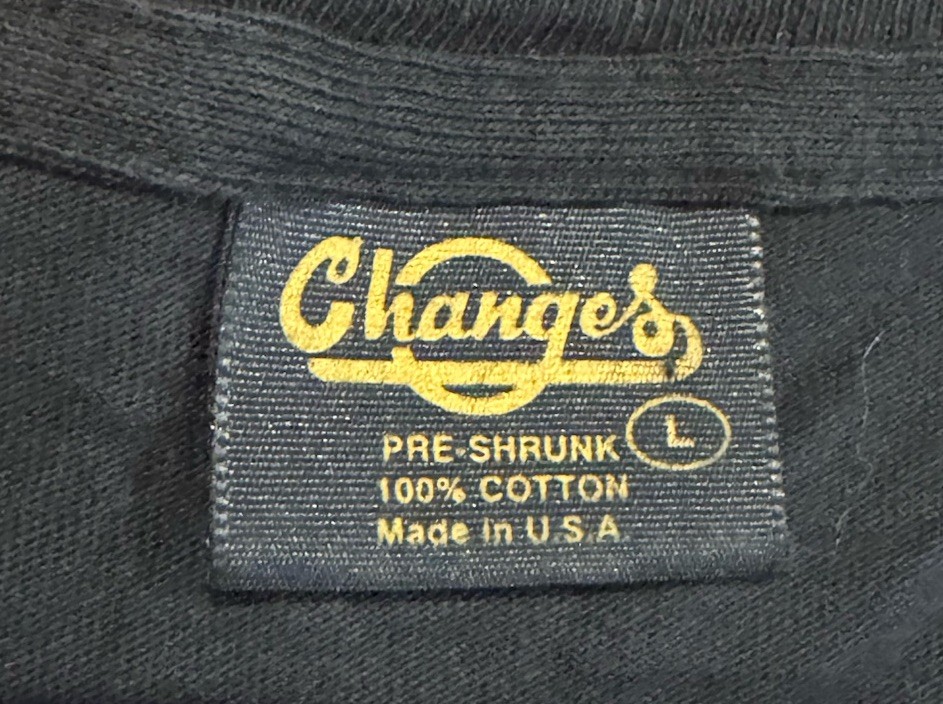 Changes
PRE-SHRUNK L
100% COTTON
Made in U.S.A